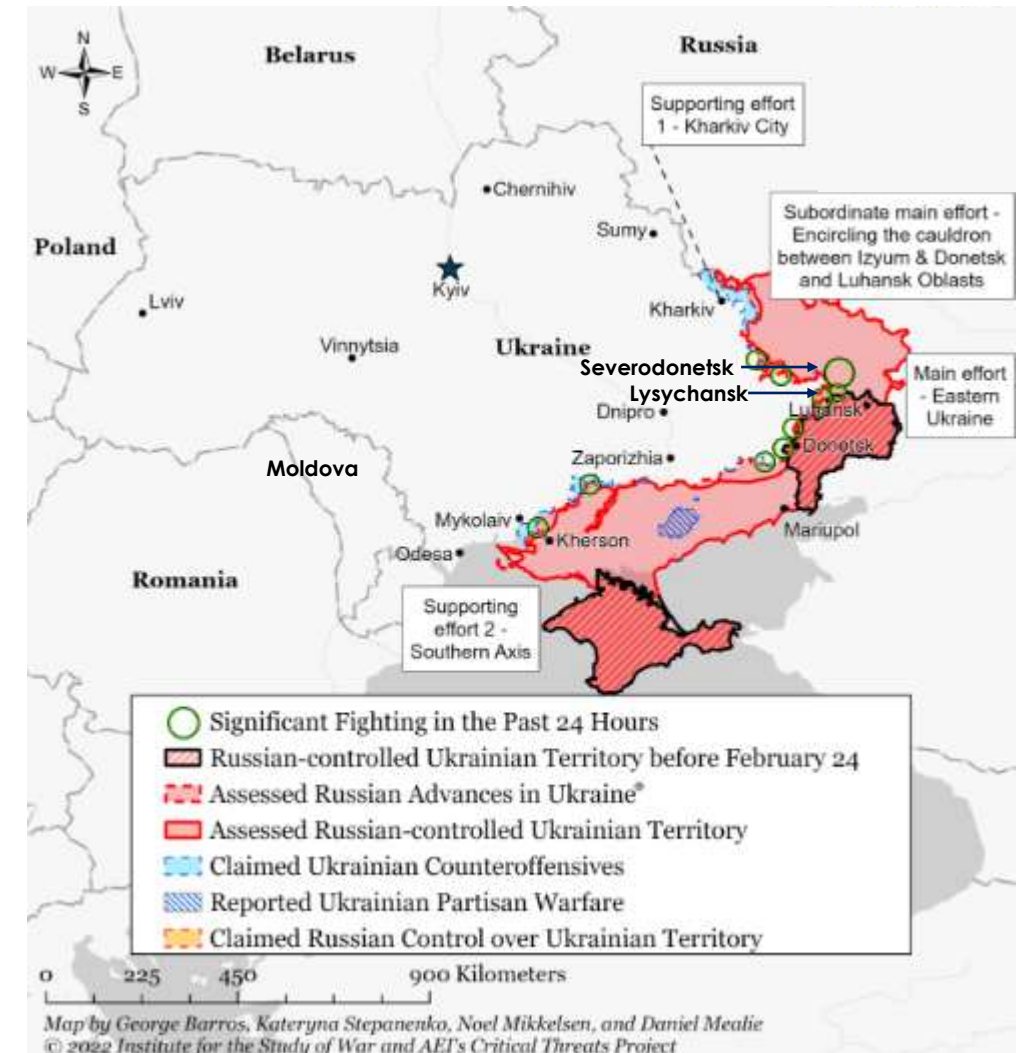 N
W E
S
Belarus
Russia
Supporting effort
1 - Kharkiv City
Chernihiv
Subordinate main effort -
Encircling the cauldron
between Izyum & Donetsk
and Luhansk Oblasts
Sumy
Poland
Kyiv
Lviv
Kharkiv
Vinnytsia
Ukraine
Severodonetsk
Main effort
- Eastern
Ukraine
Lysychansk
Luhansk
Dnipro
Donetsk
Zaporizhia
Moldova
Mykolaiv
Mariupol
Kherson
Odesa
Romania
Supporting
effort 2 -
Southern Axis
Significant Fighting in the Past 24 Hours
Russian-controlled Ukrainian Territory before February 24
Assessed Russian Advances in Ukraine*
Assessed Russian-controlled Ukrainian Territory
Claimed Ukrainian Counteroffensives
Reported Ukrainian Partisan Warfare
Claimed Russian Control over Ukrainian Territory
0 225 450 900 Kilometers
Map by George Barros, Kateryna Stepanenko, Noel Mikkelsen, and Daniel Mealie
© 2022 Institute for the Study of War and AEI's Critical Threats Project